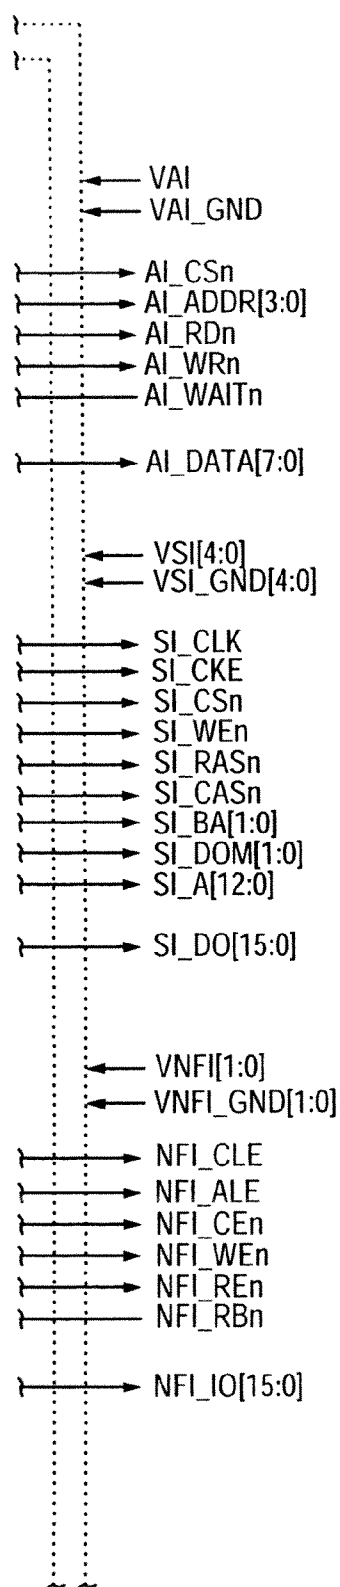 VAI
VAI_GND
AI_CSn
AI_ADDR[3:0]
AI_RDn
AI_WRn
AI_WAITn
AI_DATA[7:0]
VSI[4:0]
VSI_GND[4:0]
SI_CLK
SI_CKE
SI_CSn
SI_WEn
SI_RASn
SI_CASn
SI_BA[1:0]
SI_DOM[1:0]
SI_A[12:0]
SI_DO[15:0]
VNFI[1:0]
VNFI_GND[1:0]
NFI_CLE
NFI_ALE
NFI_CEn
NFI_WEn
NFI_REn
NFI_RBn
NFI_IO[15:0]